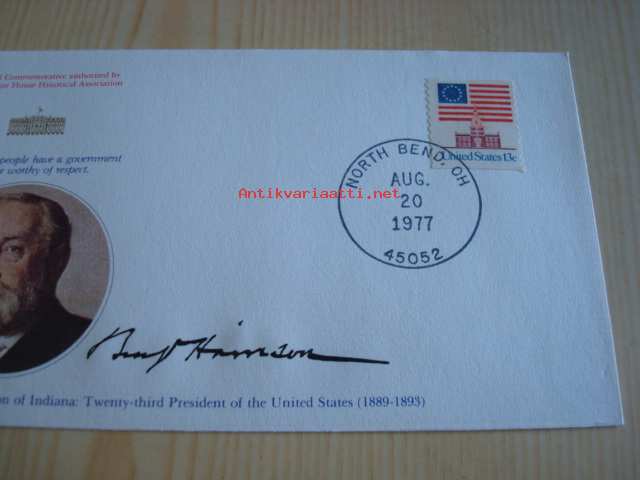 Commemorative authorized by
House Historical Association
people have a government
worthy of respect.
United States 13c
NORTH BEND, OH
AUG.
20
1977
45052
Antikvariaatti.net
Benj Harrison
on of Indiana: Twenty-third President of the United States (1889-1893)